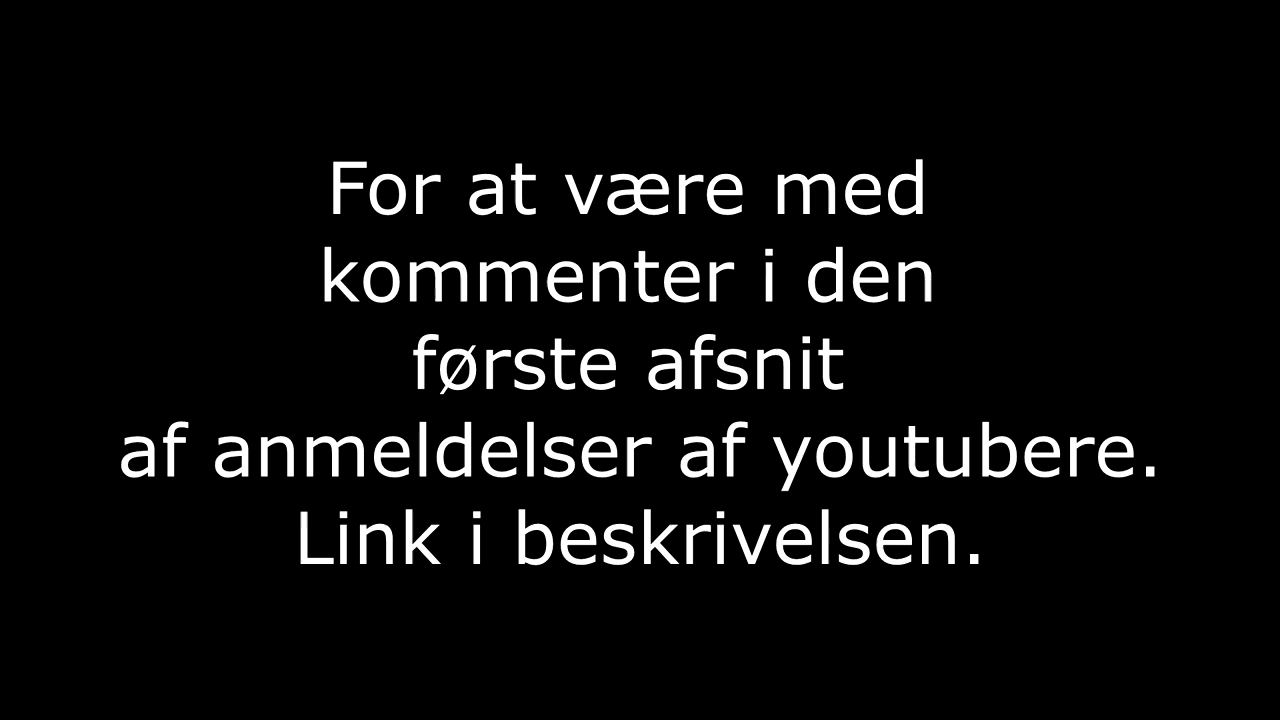 For at være med
kommenter i den
første afsnit
af anmeldelser af youtubere.
Link i beskrivelsen.